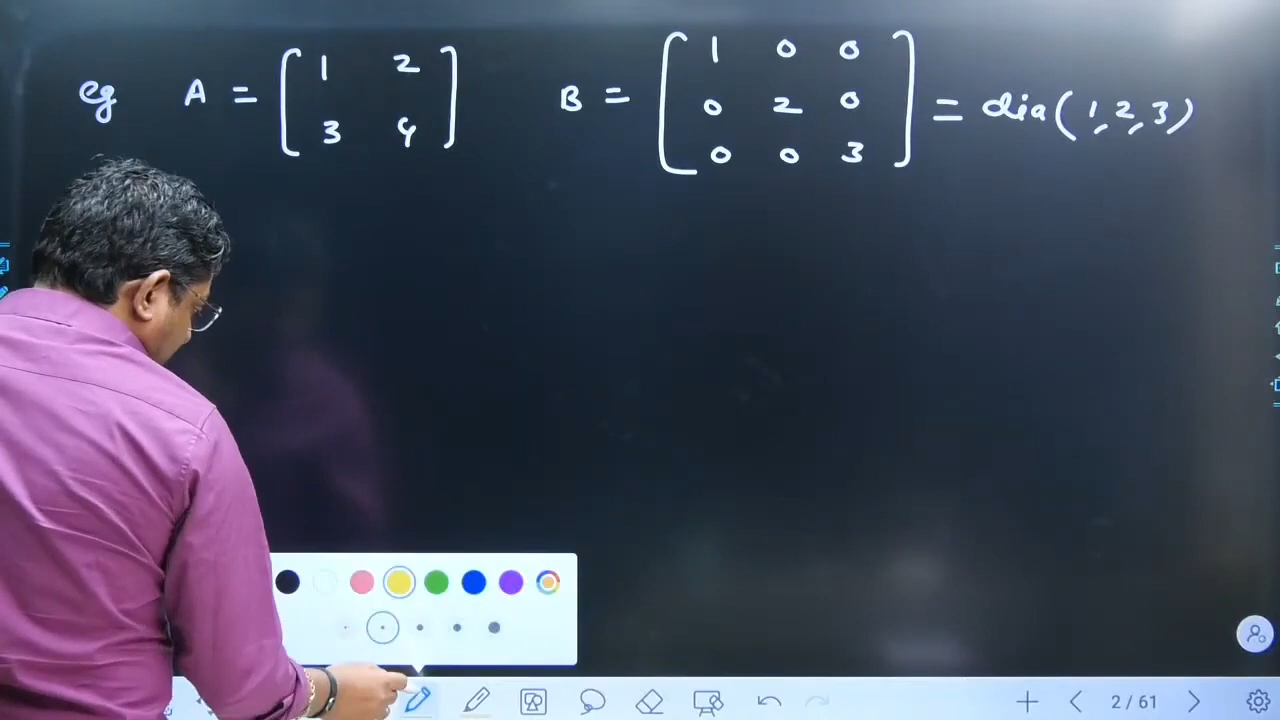 eg A = [ 1 2 B = [ 1 0 0
3 4 ] 0 2 0 = dia(1,2,3)
0 0 3 ]
2/61